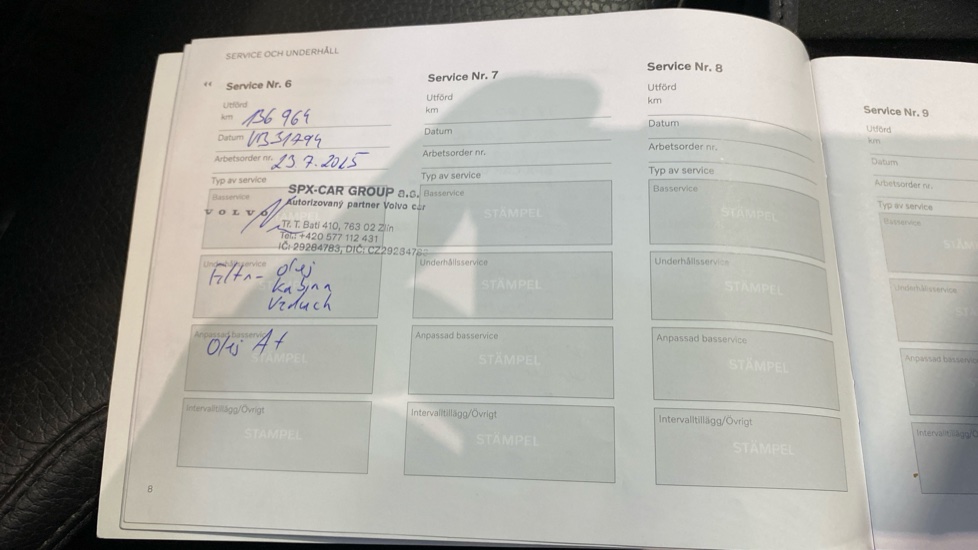 SERVICE OCH UNDERHÅLL
‹‹ Service Nr. 6
Utförd
km 136 964
Datum VB31794
Arbetsorder nr. 23.7.2015
Typ av service
Basservice
VOLVO
SPX-CAR GROUP a.s.
Autorizovaný partner Volvo car
Tř. T. Bati 410, 763 02 Zlín
Tel.: +420 577 112 431
IČ: 29284783, DIČ: CZ29284783
Underhållsservice
Filtr - olej
kabina
vzduch
Anpassad basservice
Olej A+
STÄMPEL
Intervalltillägg/Övrigt
STÄMPEL
8
Service Nr. 7
Utförd
km
Datum
Arbetsorder nr.
Typ av service
Basservice
STÄMPEL
Underhållsservice
STÄMPEL
Anpassad basservice
STÄMPEL
Intervalltillägg/Övrigt
STÄMPEL
Service Nr. 8
Utförd
km
Datum
Arbetsorder nr.
Typ av service
Basservice
STÄMPEL
Underhållsservice
STÄMPEL
Anpassad basservice
STÄMPEL
Intervalltillägg/Övrigt
STÄMPEL
Service Nr. 9
Utförd
km
Datum
Arbetsorder nr.
Typ av service
Basservice
STÄM
Underhållsservice
Anpassad basservice
Intervalltillägg/Ö